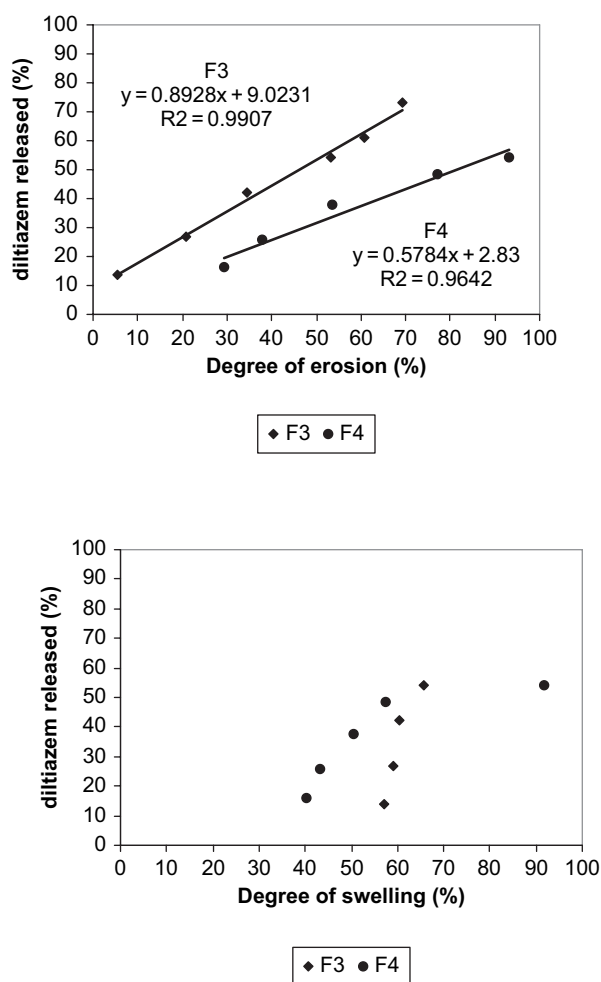 100
90
80
70
60
50
40
30
20
10
0
diltiazem released (%)
F3
y = 0.8928x + 9.0231
R2 = 0.9907
F4
y = 0.5784x + 2.83
R2 = 0.9642
0 10 20 30 40 50 60 70 80 90 100
Degree of erosion (%)
F3 F4
100
90
80
70
60
50
40
30
20
10
0
diltiazem released (%)
0 10 20 30 40 50 60 70 80 90 100
Degree of swelling (%)
F3 F4